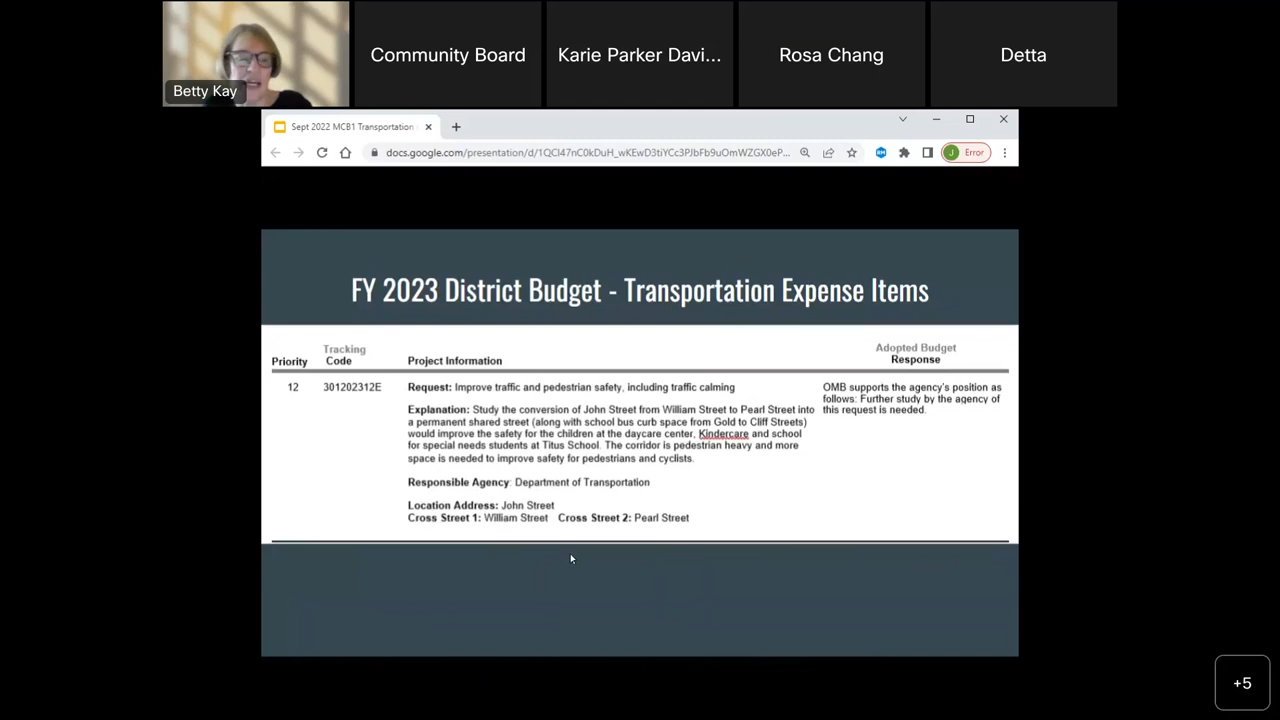 Betty Kay
Community Board
Karie Parker Davi...
Rosa Chang
Detta
Sept 2022 MCB1 Transportation
Error
FY 2023 District Budget - Transportation Expense Items
Priority
Tracking
Code
Project Information
Adopted Budget
Response
12
301202312E
Request: Improve traffic and pedestrian safety, including traffic calming
Explanation: Study the conversion of John Street from William Street to Pearl Street into
a permanent shared street (along with school bus curb space from Gold to Cliff Streets)
would improve the safety for the children at the daycare center, Kindercare and school
for special needs students at Titus School. The corridor is pedestrian heavy and more
space is needed to improve safety for pedestrians and cyclists.
Responsible Agency: Department of Transportation
Location Address: John Street
Cross Street 1: William Street Cross Street 2: Pearl Street
OMB supports the agency's position as
follows: Further study by the agency of
this request is needed.
+5